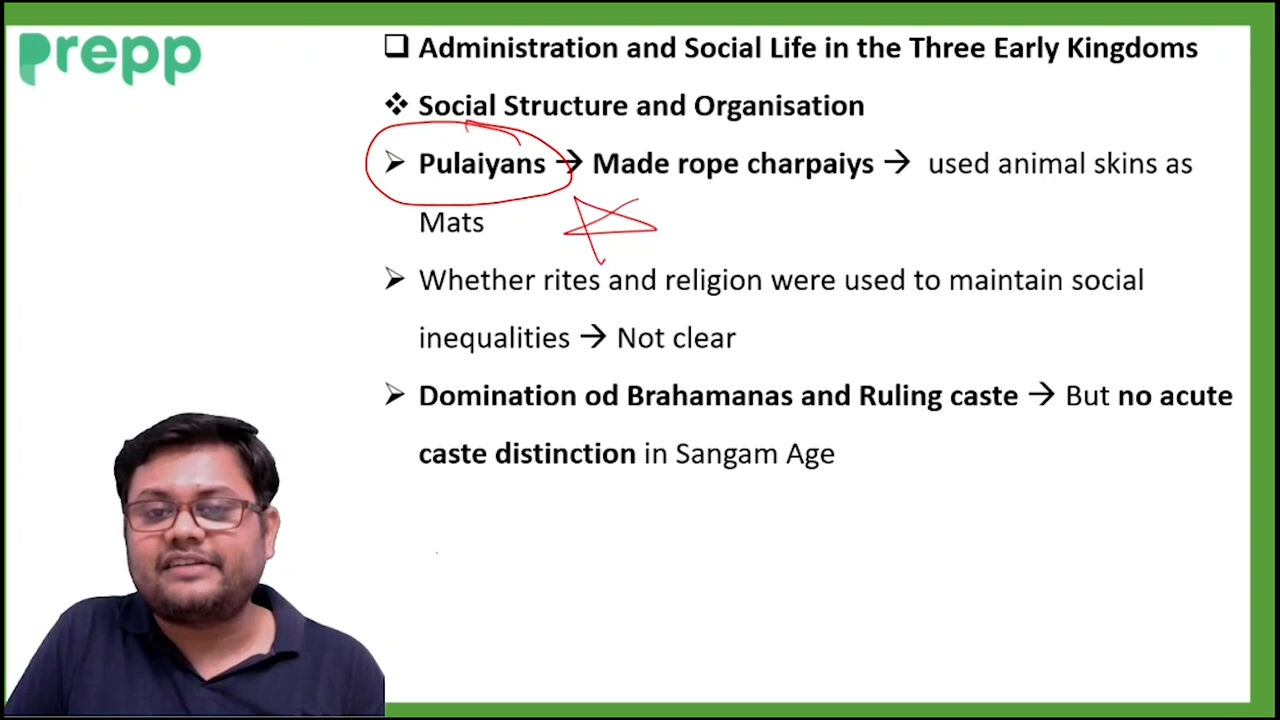 prepp
❑ Administration and Social Life in the Three Early Kingdoms
❖ Social Structure and Organisation
➢ Pulaiyans → Made rope charpaiys → used animal skins as
Mats
➢ Whether rites and religion were used to maintain social
inequalities → Not clear
➢ Domination od Brahamanas and Ruling caste → But no acute
caste distinction in Sangam Age